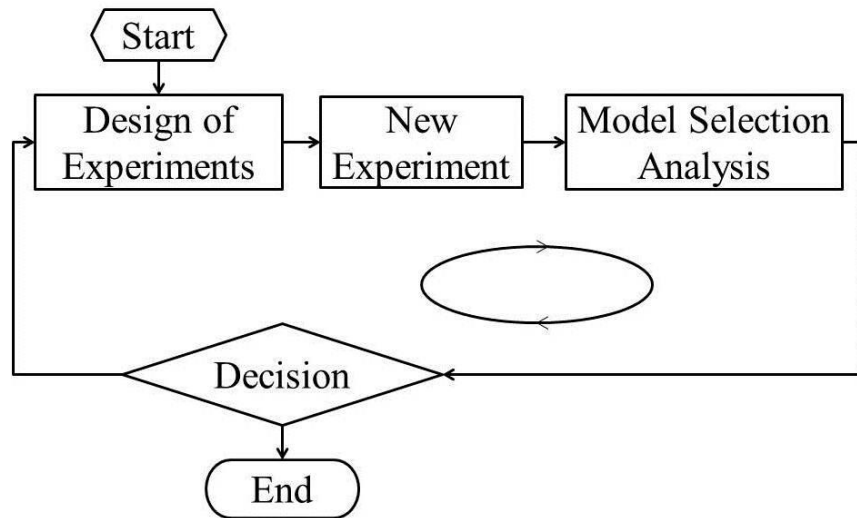 Start
Design of
Experiments
New
Experiment
Model Selection
Analysis
Decision
End